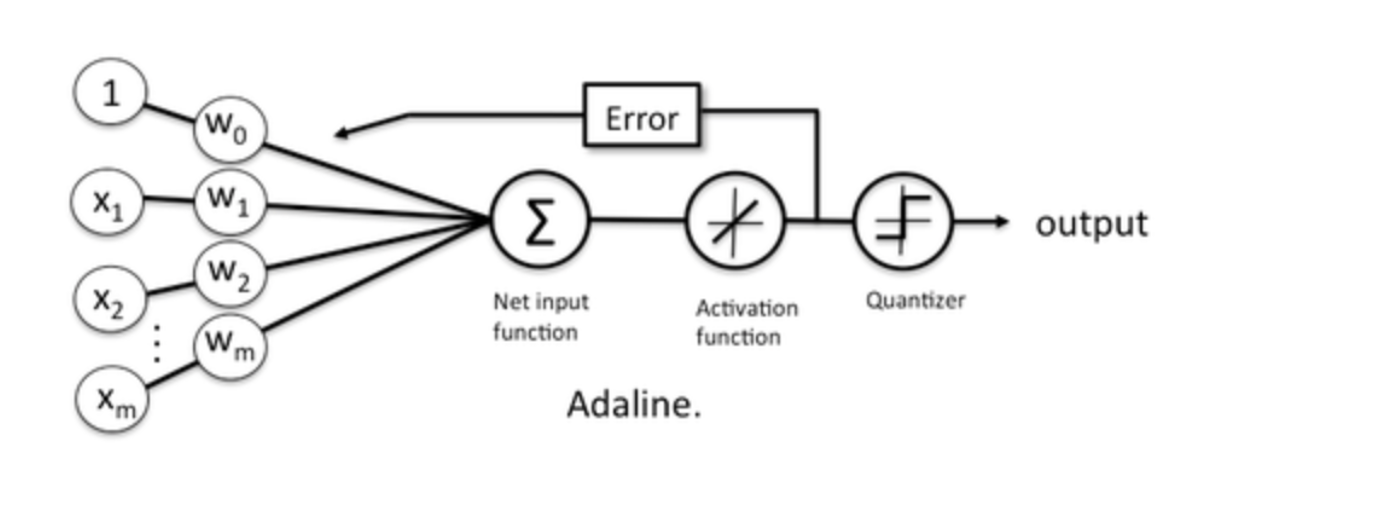 1
w0
x1
w1
x2
w2
⋮
xm
wm
Error
Σ
Net input
function
Activation
function
Quantizer
output
Adaline.